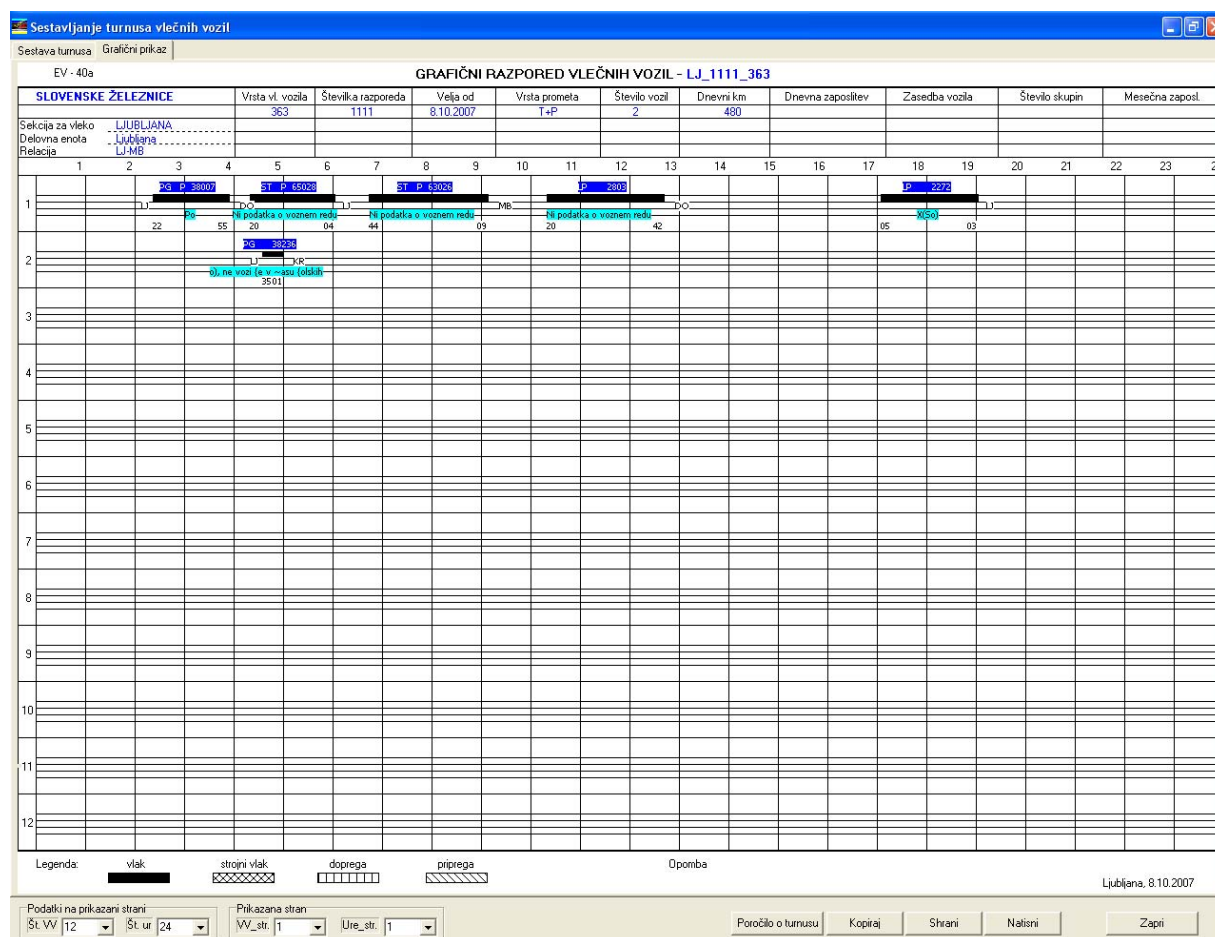 Sestavljanje turnusa vlečnih vozil
Sestava turnusa Grafični prikaz
EV - 40a GRAFIČNI RAZPORED VLEČNIH VOZIL - LJ_1111_363
SLOVENSKE ŽELEZNICE Vrsta vl. vozila Številka razporeda Velja od Vrsta prometa Število vozil Dnevni km Dnevna zaposlitev Zasedba vozila Število skupin Mesečna zaposl.
363 1111 8.10.2007 T+P 2 480
Sekcija za vleko LJUBLJANA
Delovna enota Ljubljana
Relacija LJ-MB
1 2 3 4 5 6 7 8 9 10 11 12 13 14 15 16 17 18 19 20 21 22 23 2
PG P 38007 ST P 65028 ST P 63026 LP 2803 LP 2272
1 LJ DO LJ MB DO LJ
Po Ni podatka o voznem redu Ni podatka o voznem redu Ni podatka o voznem redu X(So)
22 55 20 04 44 09 20 42 05 03
PG 38236
2 LJ KR
o), ne vozi {e v ~asu {olskih
3501
3
4
5
6
7
8
9
10
11
12
Legenda: vlak strojni vlak doprega priprega Opomba
Ljubljana, 8.10.2007
Podatki na prikazani strani Prikazana stran
Št. VV 12 Št. ur 24 VV_str. 1 Ure_str. 1 Poročilo o turnusu Kopiraj Shrani Natisni Zapri